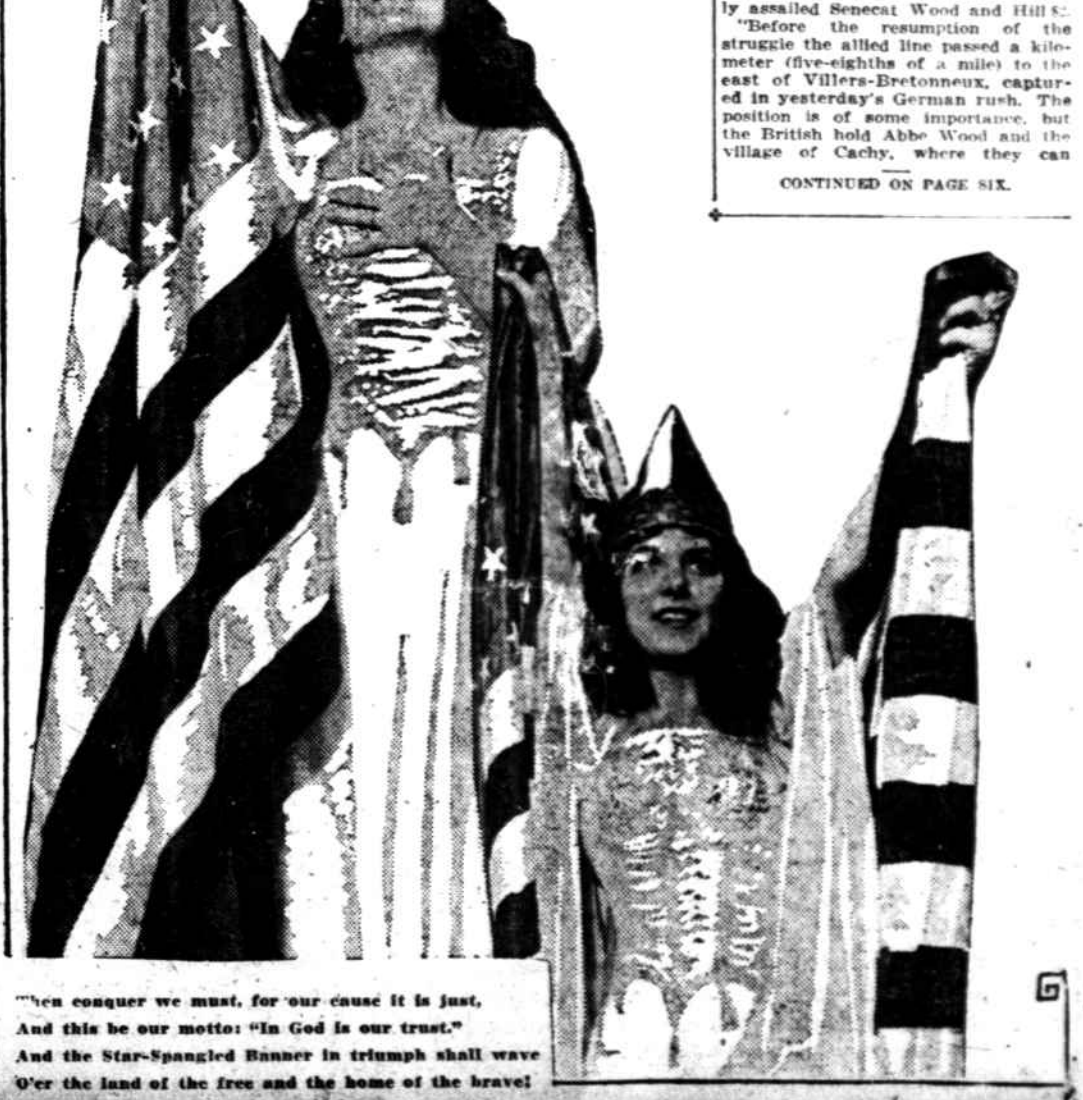 ly assailed Senecat Wood and Hill
"Before the resumption of the
struggle the allied line passed a kilo-
meter (five-eighths of a mile) to the
east of Villers-Bretonneux, captur-
ed in yesterday's German rush. The
position is of some importance, but
the British hold Abbe Wood and the
village of Cachy, where they can
CONTINUED ON PAGE SIX.
conquer we must, for our cause it is just,
And this be our motto: "In God is our trust."
And the Star-Spangled Banner in triumph shall wave
O'er the land of the free and the home of the brave!